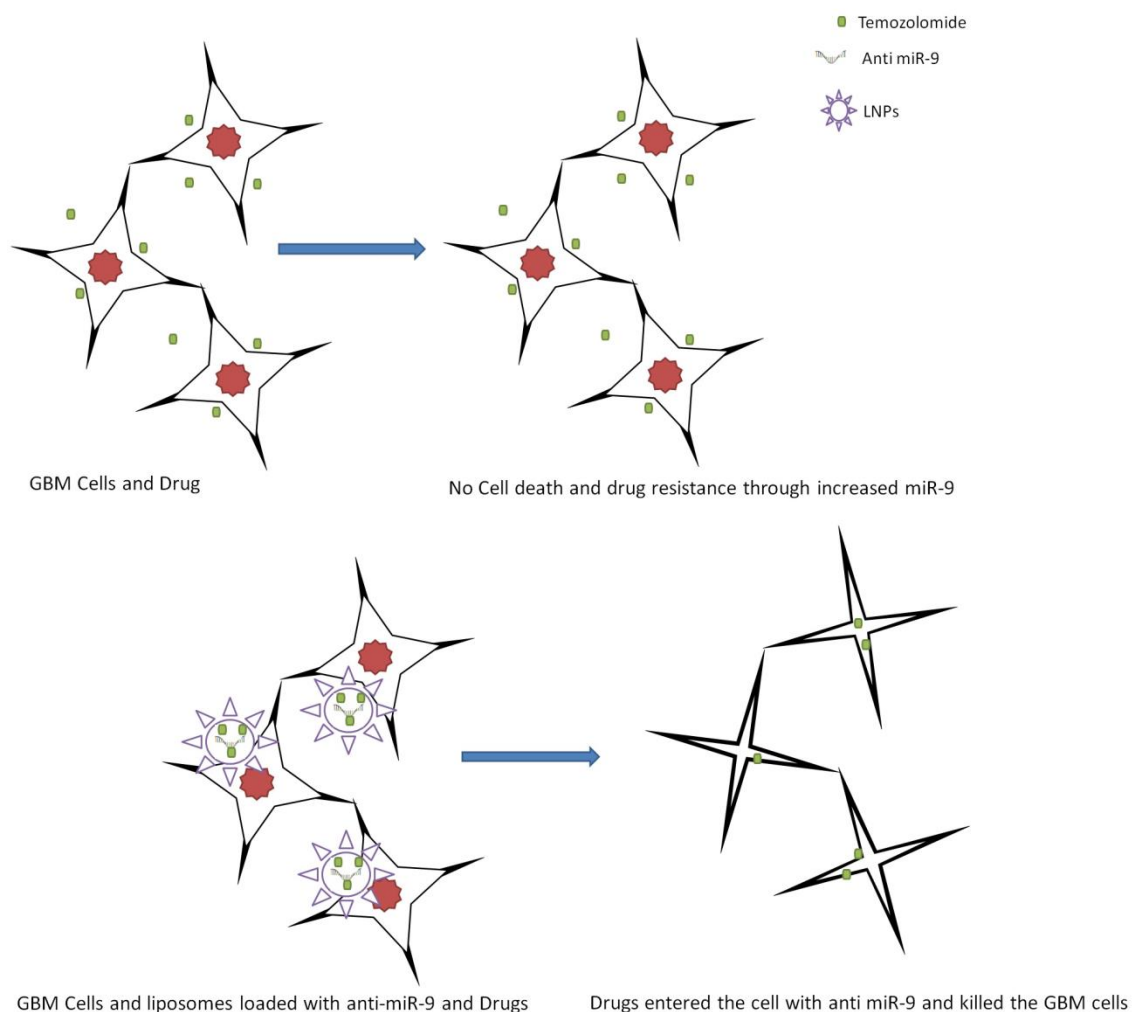 Temozolomide
Anti miR-9
LNPs
GBM Cells and Drug
No Cell death and drug resistance through increased miR-9
GBM Cells and liposomes loaded with anti-miR-9 and Drugs
Drugs entered the cell with anti miR-9 and killed the GBM cells